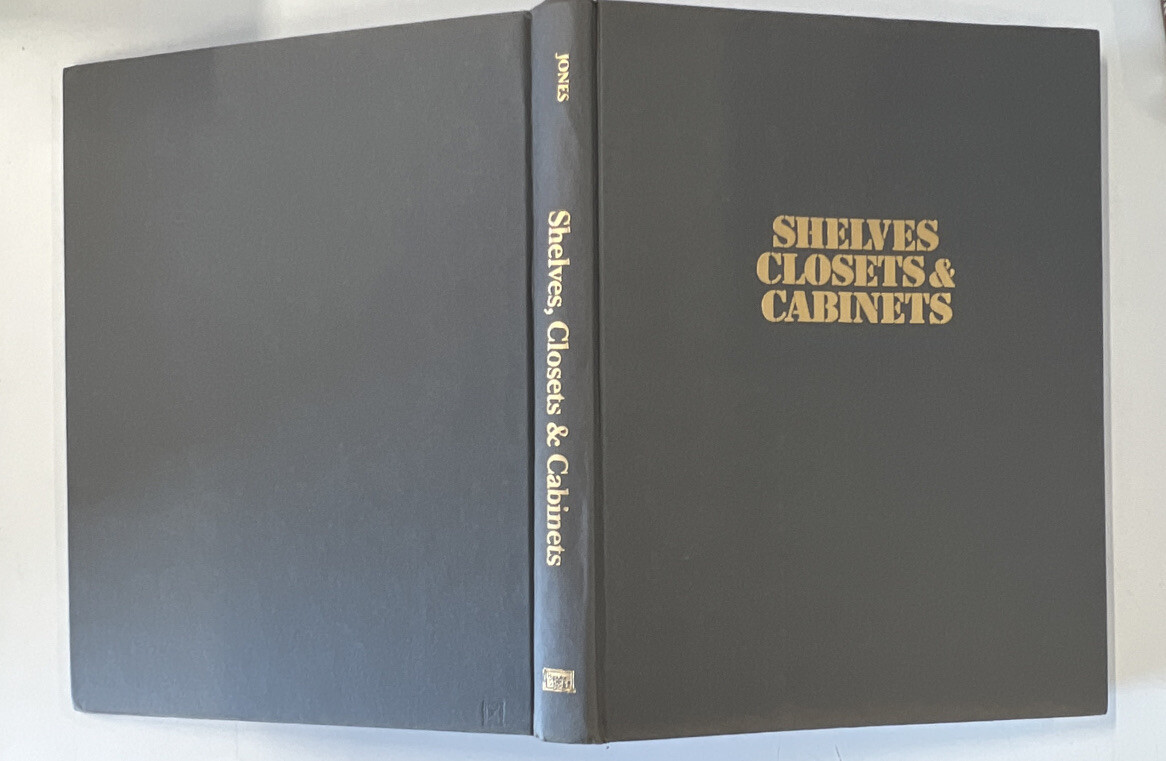 JONES
Shelves, Closets & Cabinets
SHELVES
CLOSETS &
CABINETS